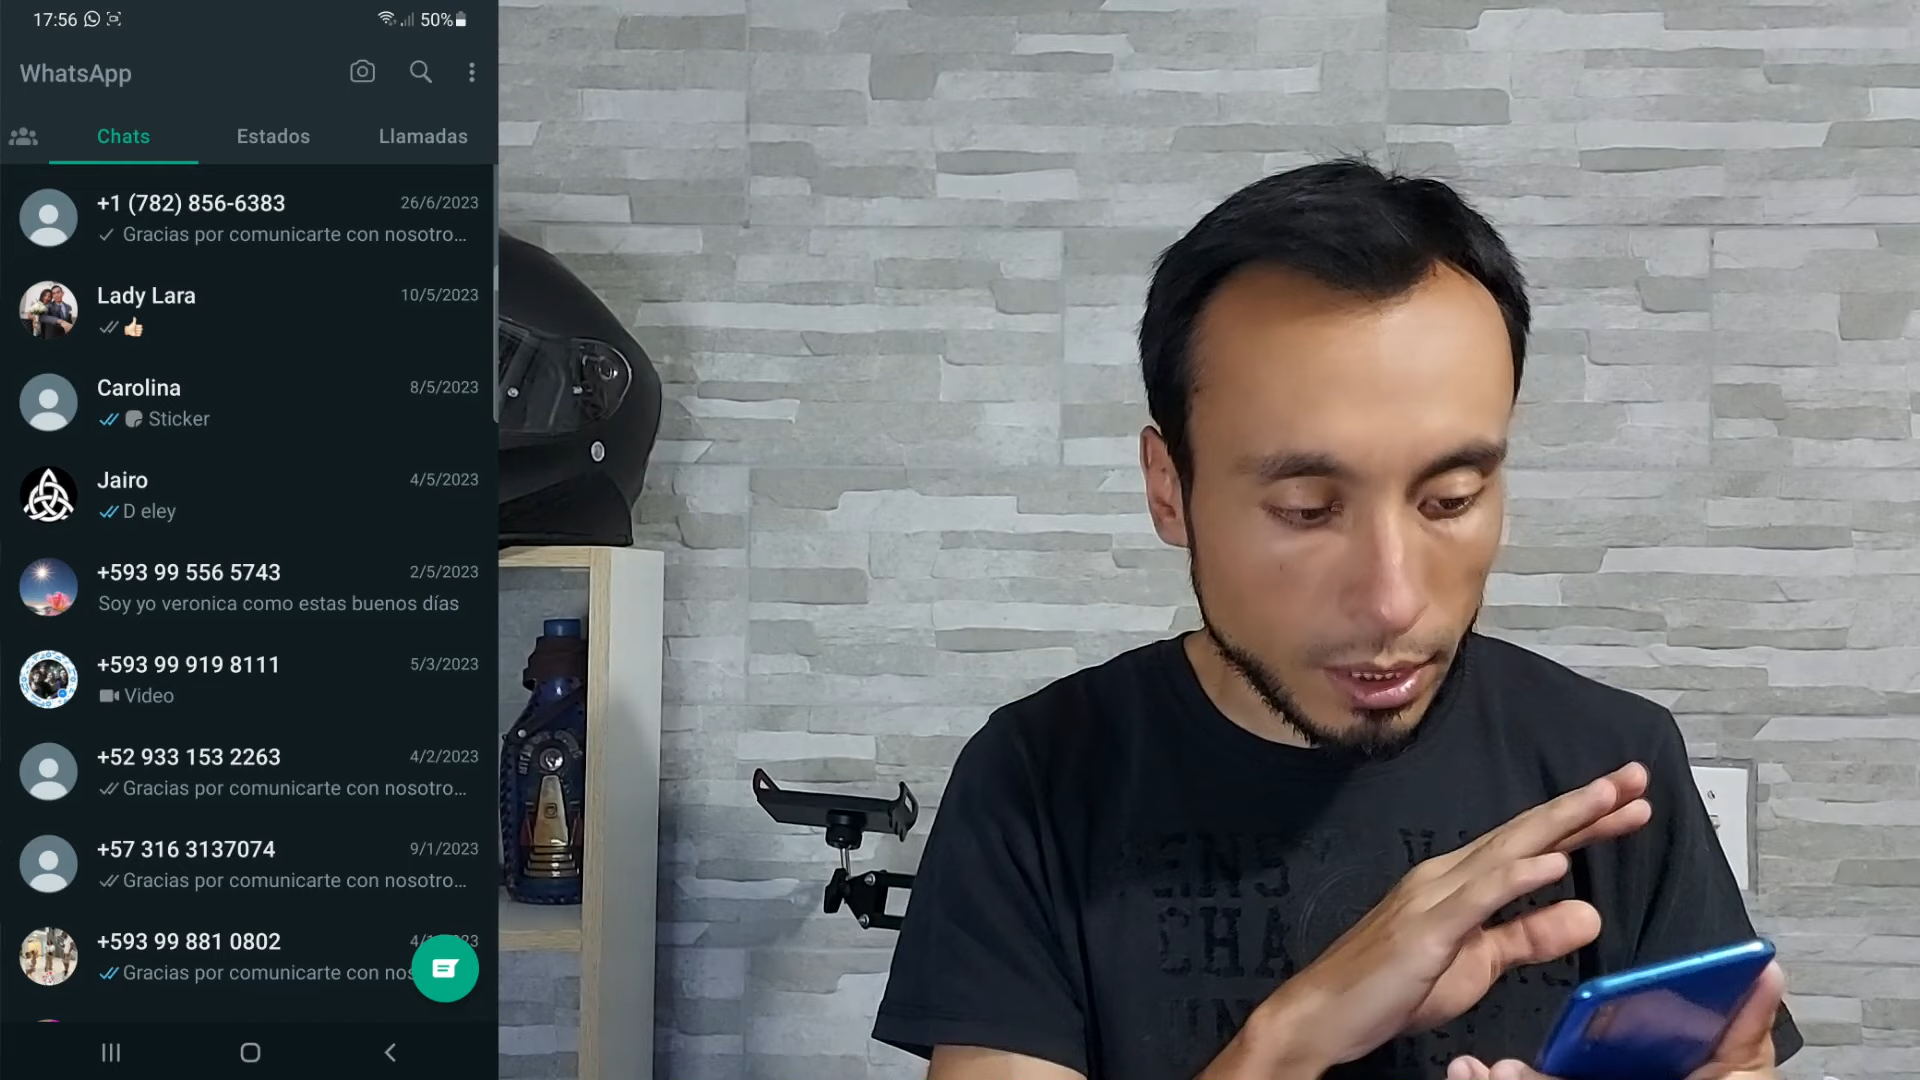 17:56 50%
WhatsApp
Chats Estados Llamadas
+1 (782) 856-6383 26/6/2023
Gracias por comunicarte con nosotro...
Lady Lara 10/5/2023
Carolina 8/5/2023
Sticker
Jairo 4/5/2023
D eley
+593 99 556 5743 2/5/2023
Soy yo veronica como estas buenos días
+593 99 919 8111 5/3/2023
Video
+52 933 153 2263 4/2/2023
Gracias por comunicarte con nosotro...
+57 316 3137074 9/1/2023
Gracias por comunicarte con nosotro...
+593 99 881 0802
Gracias por comunicarte con nos
CHA